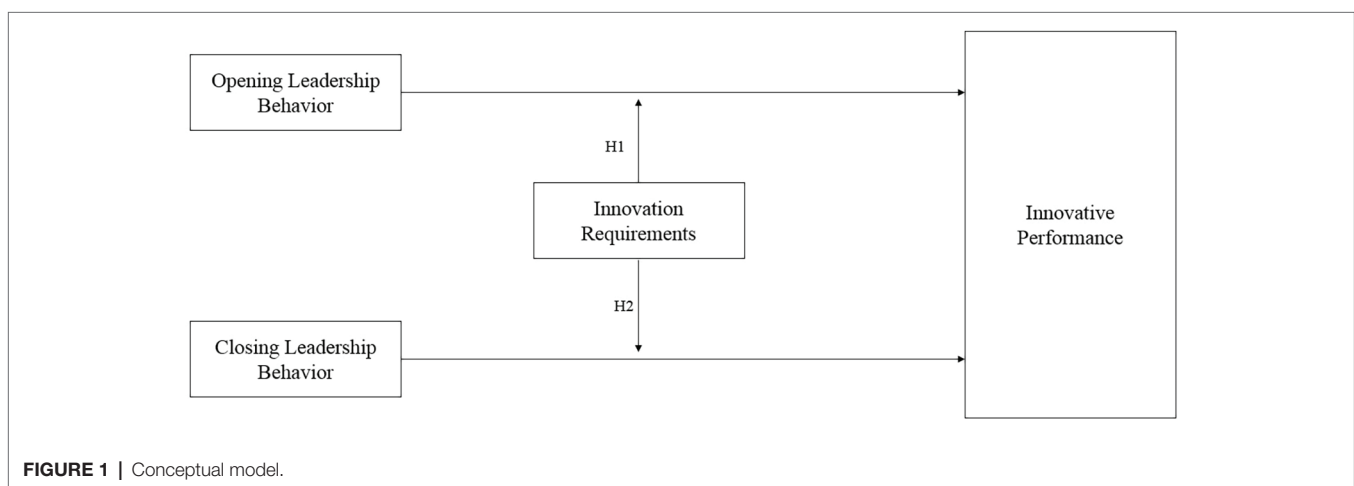 Opening Leadership
Behavior
H1
Innovation
Requirements
Innovative
Performance
H2
Closing Leadership
Behavior
FIGURE 1 | Conceptual model.